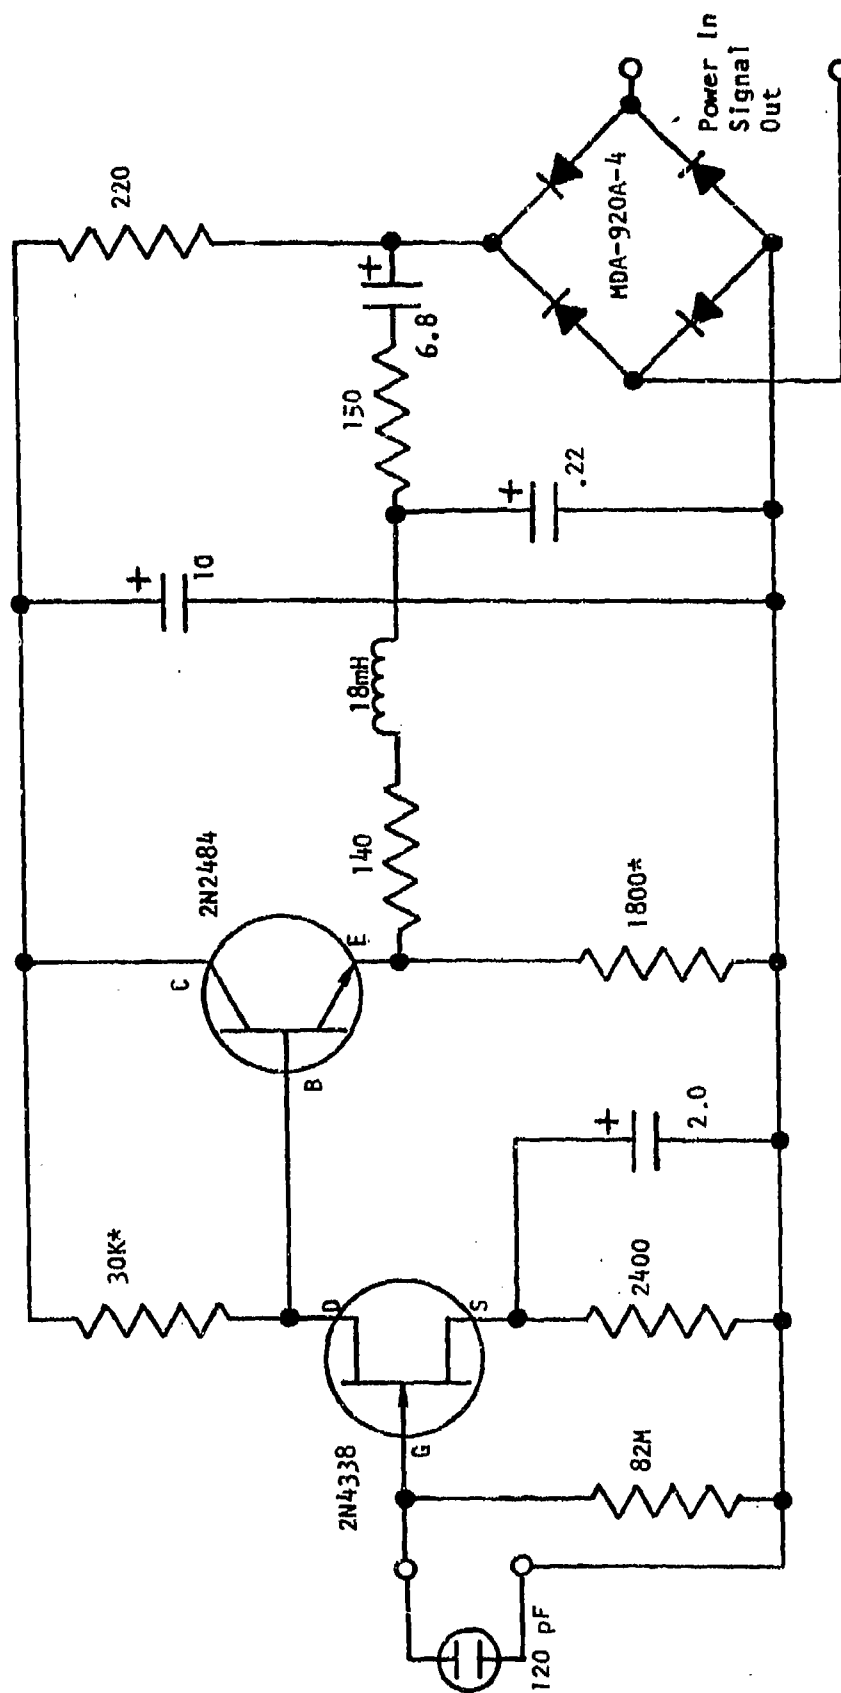 220
Power In
Signal
Out
MDA-920A-4
+
6.8
150
+
.22
+
10
18mH
140
2N2484
C
E
B
1800*
30K*
D
S
G
2N4338
+
2.0
2400
82M
120 pF